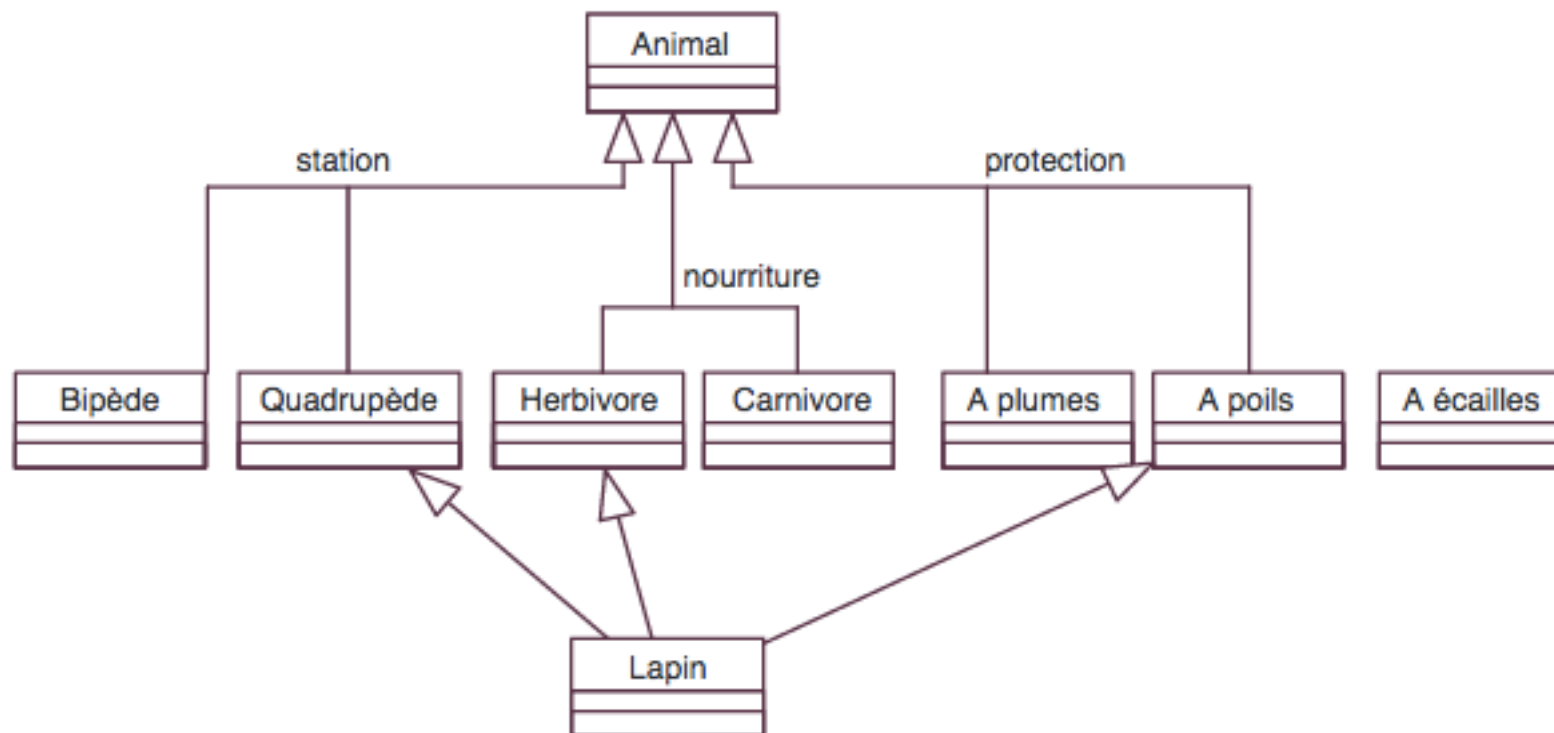 Animal
station
protection
nourriture
Bipède
Quadrupède
Herbivore
Carnivore
A plumes
A poils
A écailles
Lapin